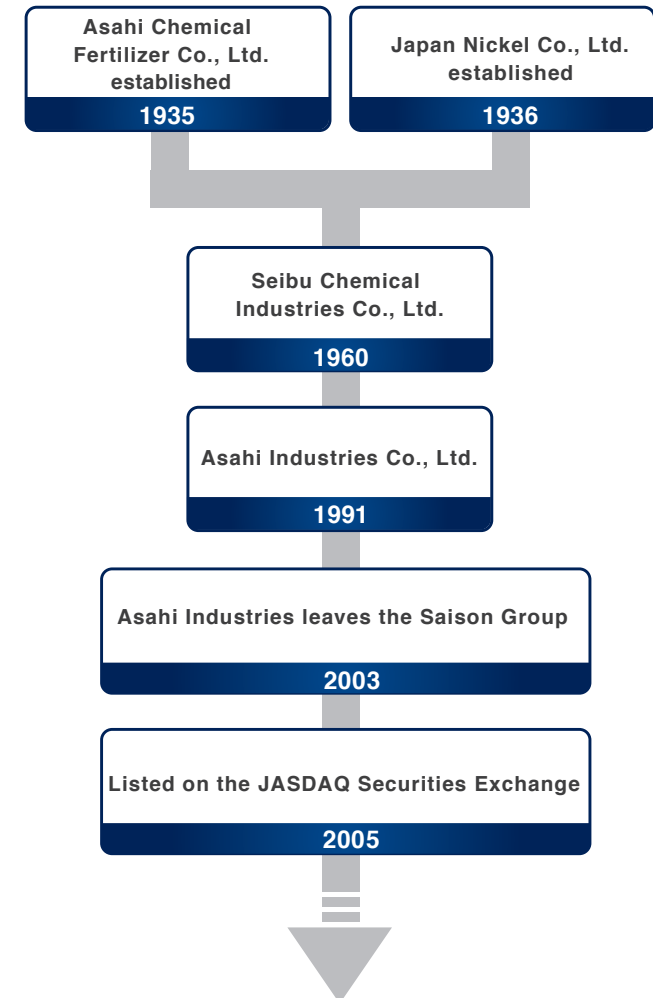 Asahi Chemical
Fertilizer Co., Ltd.
established
1935
Japan Nickel Co., Ltd.
established
1936
Seibu Chemical
Industries Co., Ltd.
1960
Asahi Industries Co., Ltd.
1991
Asahi Industries leaves the Saison Group
2003
Listed on the JASDAQ Securities Exchange
2005